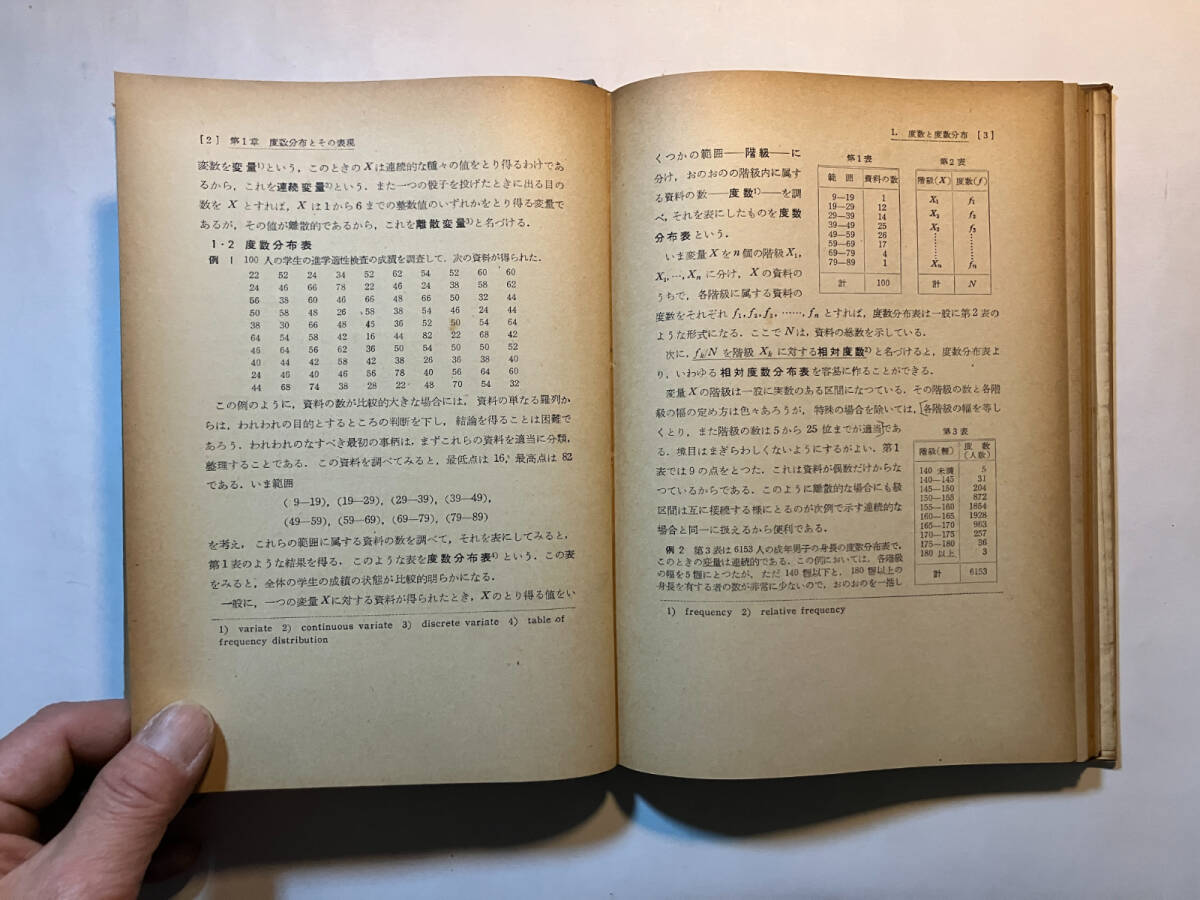 [2] 第1章 度数分布とその表現
変数を変量1)という，このときのXは連続的な種々の値をとり得るわけであ
るから，これを連続変量2)という．また一つの骰子を投げたときに出る目の
数を X とすれば，X は1から6までの整数値のいずれかをとり得る変量で
あるが，その値が離散的であるから，これを離散変量3)と名づける．
1・2 度数分布表
例 1 100 人の学生の進学適性検査の成績を調査して，次の資料が得られた．
22 52 24 34 52 62 54 52 60 60
24 46 66 78 22 46 24 38 58 62
56 38 60 46 66 48 66 50 32 44
50 58 48 26 58 38 54 46 24 44
38 30 66 48 45 36 52 50 54 64
64 54 58 42 16 44 82 22 68 42
46 64 56 62 36 50 54 50 50 52
40 44 42 58 42 38 26 36 38 40
24 46 40 46 56 70 40 56 64 60
44 68 74 38 28 22 48 70 54 32
この例のように，資料の数が比較的大きな場合には，資料の単なる羅列か
らは，われわれの目的とするところの判断を下し，結論を得ることは困難で
あろう．われわれのなすべき最初の事柄は，まずこれらの資料を適当に分類，
整理することである．この資料を調べてみると，最低点は 16，最高点は 82
である．いま範囲
( 9―19)，(19―29)，(29―39)，(39―49)，
(49―59)，(59―69)，(69―79)，(79―89)
を考え，これらの範囲に属する資料の数を調べて，それを表にしてみると，
第1表のような結果を得る．このような表を度数分布表4)という．この表
をみると，全体の学生の成績の状態が比較的明らかになる．
一般に，一つの変量Xに対する資料が得られたとき，Xのとり得る値をい
1) variate 2) continuous variate 3) discrete variate 4) table of
frequency distribution
1. 度数と度数分布 [3]
くつかの範囲―階級―に
分け，おのおのの階級内に属す
る資料の数―度数1)―を調
べ，それを表にしたものを度数
分布表という．
いま変量Xをn個の階級X1，
X2，…，Xnに分け，Xの資料の
うちで，各階級に属する資料の
第1表
範 囲 資料の数
9―19 1
19―29 12
29―39 14
39―49 25
49―59 26
59―69 17
69―79 4
79―89 1
計 100
第2表
階級(X) 度数(f)
X1 f1
X2 f2
X3 f3
⋮ ⋮
Xn fn
計 N
度数をそれぞれ f1，f2，f3，……，fn とすれば，度数分布表は一般に第2表の
ような形式になる．ここで Nは，資料の総数を示している．
次に，fk/N を階級 Xk に対する相対度数2)と名づけると，度数分布表よ
り，いわゆる相対度数分布表を容易に作ることができる．
変量 X の階級は一般に実数のある区間になつている．その階級の数と各階
級の幅の定め方は色々あろうが，特殊の場合を除いては，各階級の幅を等し
くとり，また階級の数は5から 25 位までが適当であ
る．境目はまぎらわしくないようにするがよい．第1
表では9の点をとつた．これは資料が偶数だけからな
つているからである．このように離散的な場合にも級
区間は互に接続する様にとるのが次例で示す連続的な
場合と同一に扱えるから便利である．
例 2 第3表は 6153 人の成年男子の身長の度数分布表で，
このときの変量は連続的である．この例においては，各階級
の幅を5糎にとつたが，ただ 140 糎以下と，180 糎以上の
身長を有する者の数が非常に少ないので，おのおのを一括し
第3表
階級(糎) 度 数(人数)
140 未満 5
140―145 31
145―150 204
150―155 872
155―160 1854
160―165 1928
165―170 963
170―175 257
175―180 36
180 以上 3
計 6153
1) frequency 2) relative frequency